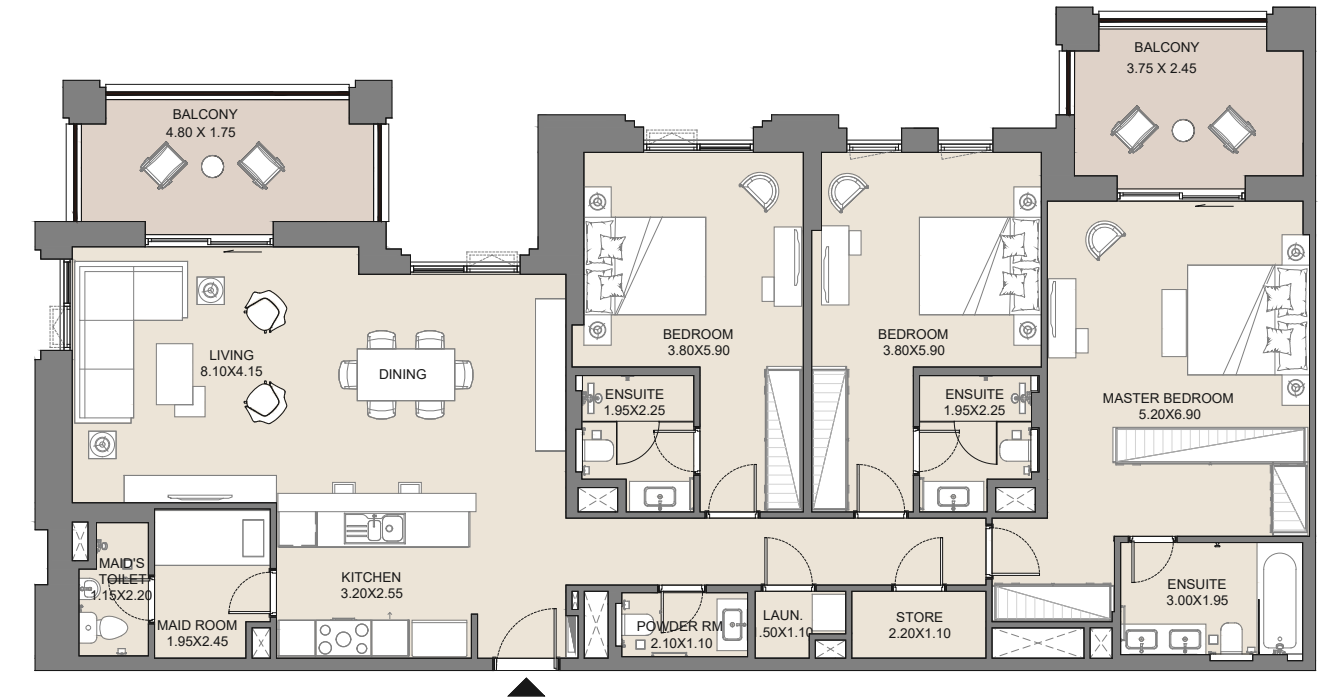 BALCONY
3.75 X 2.45
BALCONY
4.80 X 1.75
LIVING
8.10X4.15
DINING
BEDROOM
3.80X5.90
BEDROOM
3.80X5.90
MASTER BEDROOM
5.20X6.90
ENSUITE
1.95X2.25
ENSUITE
1.95X2.25
MAID'S
TOILET
1.15X2.20
MAID ROOM
1.95X2.45
KITCHEN
3.20X2.55
POWDER RM
2.10X1.10
LAUN.
.50X1.10
STORE
2.20X1.10
ENSUITE
3.00X1.95